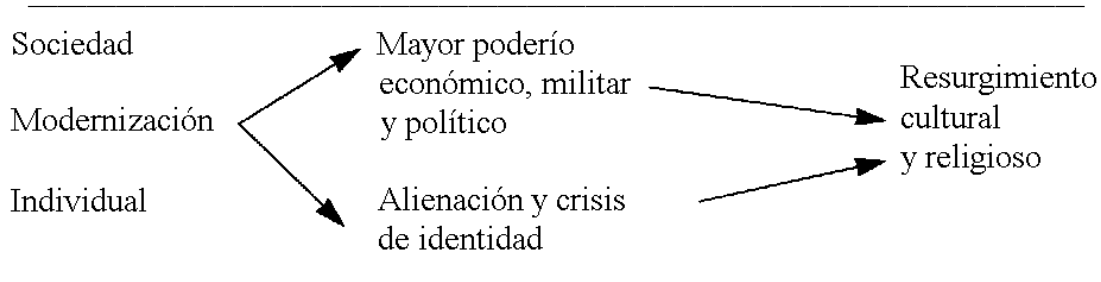 Sociedad
Mayor poderío
económico, militar
y político
Modernización
Resurgimiento
cultural
y religioso
Individual
Alienación y crisis
de identidad